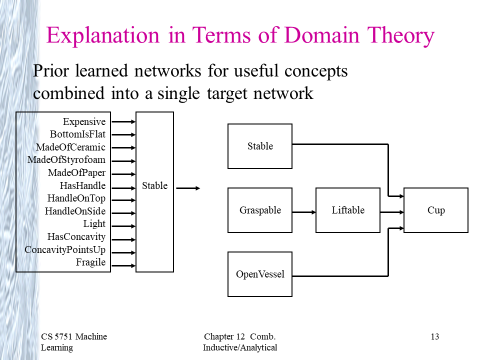 Explanation in Terms of Domain Theory
Prior learned networks for useful concepts
combined into a single target network
Expensive
BottomIsFlat
MadeOfCeramic
MadeOfStyrofoam
MadeOfPaper
HasHandle
HandleOnTop
HandleOnSide
Light
HasConcavity
ConcavityPointsUp
Fragile
Stable
Stable
Graspable
Liftable
Cup
OpenVessel
CS 5751 Machine
Learning
Chapter 12 Comb.
Inductive/Analytical
13